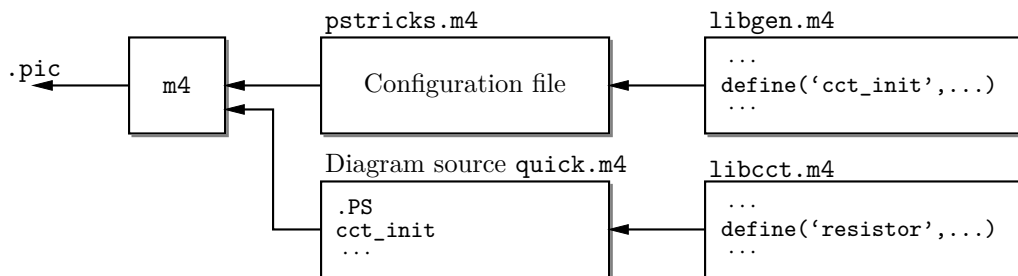 pstricks.m4
libgen.m4
.pic
m4
Configuration file
...
define(‘cct_init’,...)
...
Diagram source quick.m4
libcct.m4
.PS
cct_init
...
...
define(‘resistor’,...)
...